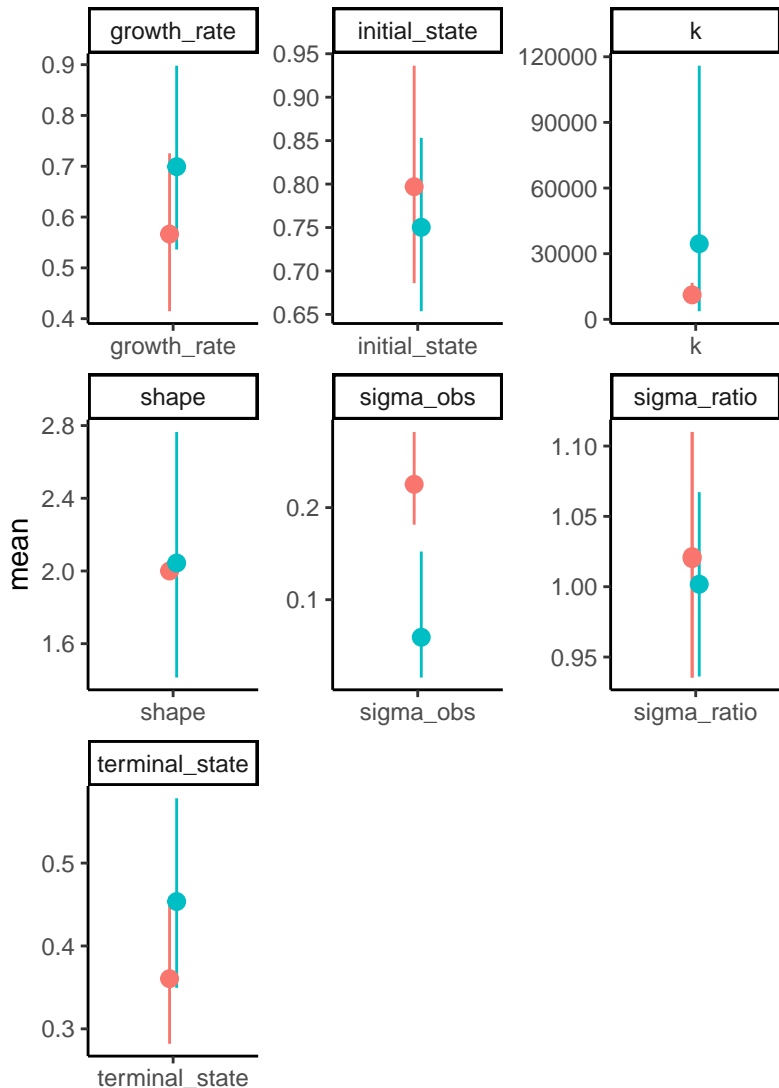 growth_rate
initial_state
k
0.9
0.8
0.7
0.6
0.5
0.4
0.95
0.90
0.85
0.80
0.75
0.70
0.65
120000
90000
60000
30000
0
growth_rate
initial_state
k
shape
sigma_obs
sigma_ratio
mean
2.8
2.4
2.0
1.6
0.2
0.1
1.10
1.05
1.00
0.95
shape
sigma_obs
sigma_ratio
terminal_state
0.5
0.4
0.3
terminal_state